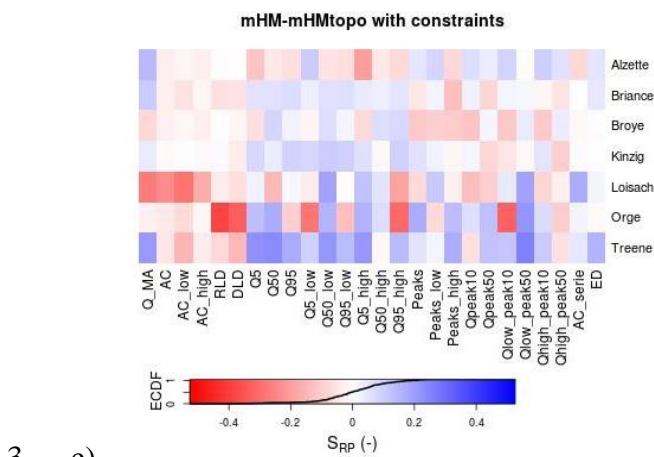 mHM-mHMtopo with constraints
Alzette
Briance
Broye
Kinzig
Loisach
Orge
Treene
Q_MA
AC
AC_low
AC_high
RLD
DLD
Q5
Q50
Q95
Q5_low
Q50_low
Q95_low
Q5_high
Q50_high
Q95_high
Peaks
Peaks_low
Peaks_high
Qpeak10
Qpeak50
Qlow_peak10
Qlow_peak50
Qhigh_peak10
Qhigh_peak50
AC_serie
ED
ECDF
0 1
-0.4 -0.2 0 0.2 0.4
S_RP (-)
3 e)